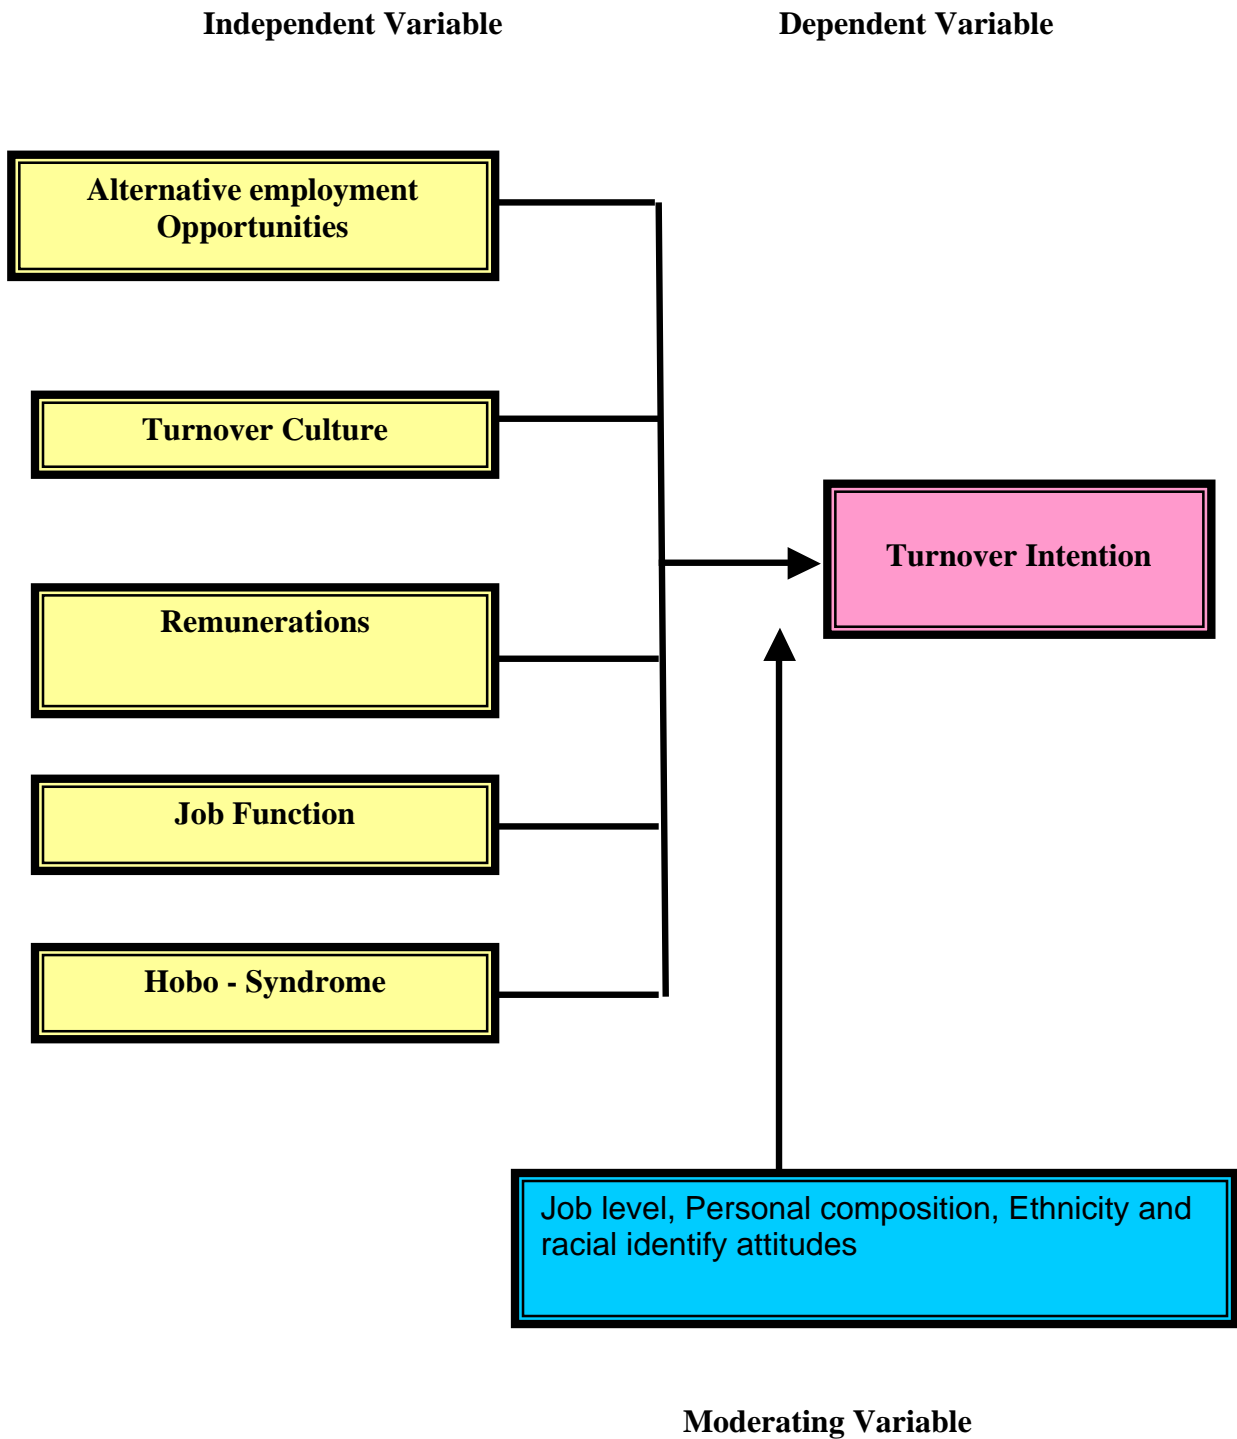 Independent Variable
Dependent Variable
Alternative employment
Opportunities
Turnover Culture
Turnover Intention
Remunerations
Job Function
Hobo - Syndrome
Job level, Personal composition, Ethnicity and
racial identify attitudes
Moderating Variable